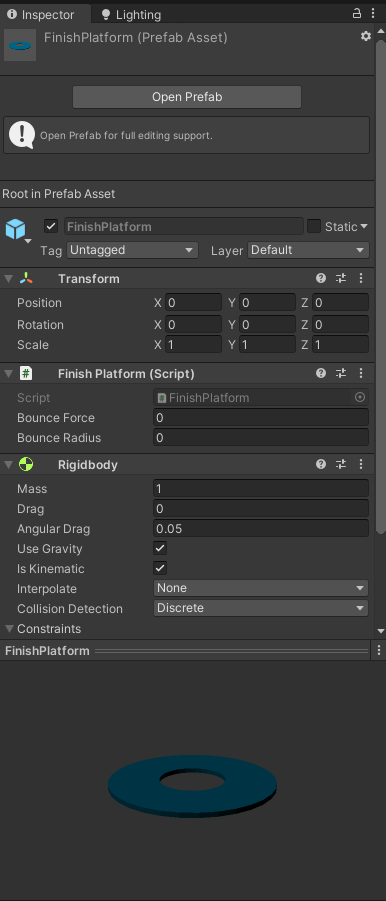 Inspector Lighting
FinishPlatform (Prefab Asset)
Open Prefab
Open Prefab for full editing support.
Root in Prefab Asset
FinishPlatform Static
Tag Untagged Layer Default
Transform
Position X 0 Y 0 Z 0
Rotation X 0 Y 0 Z 0
Scale X 1 Y 1 Z 1
# Finish Platform (Script)
Script # FinishPlatform
Bounce Force 0
Bounce Radius 0
Rigidbody
Mass 1
Drag 0
Angular Drag 0.05
Use Gravity
Is Kinematic
Interpolate None
Collision Detection Discrete
Constraints
FinishPlatform